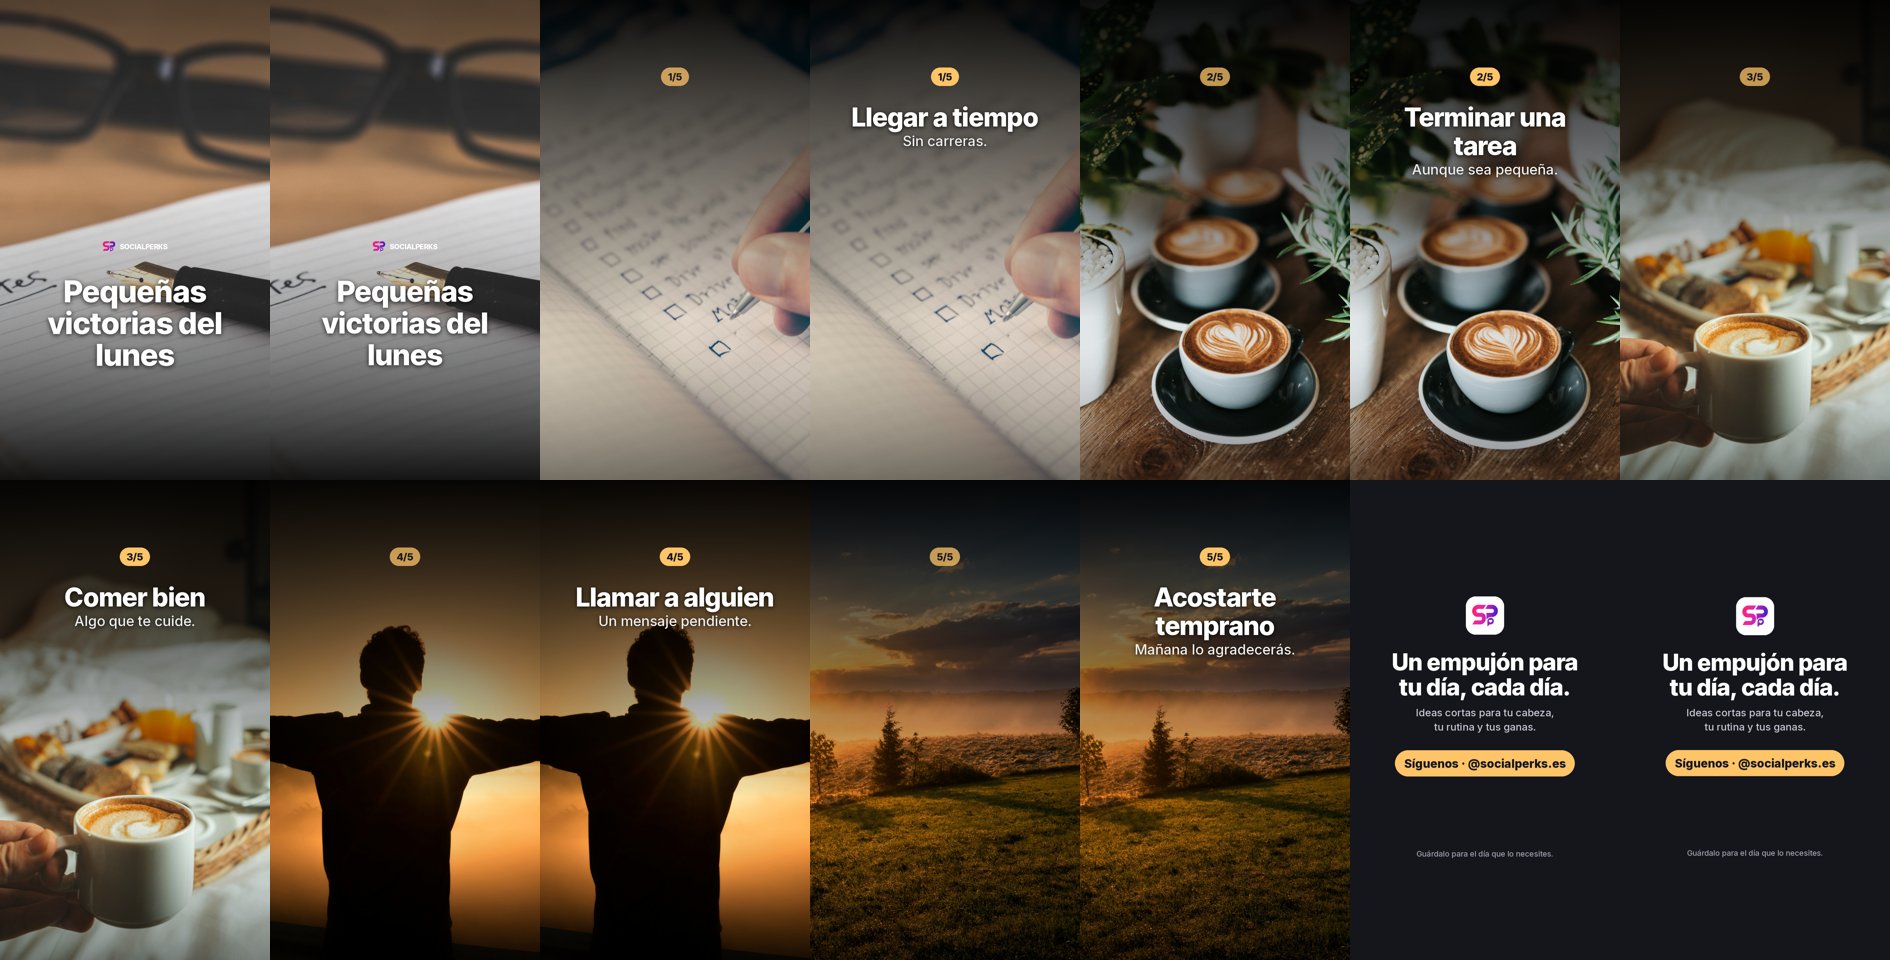 SP SOCIALPERKS
Pequeñas
victorias del
lunes
SP SOCIALPERKS
Pequeñas
victorias del
lunes
1/5
1/5
Llegar a tiempo
Sin carreras.
2/5
2/5
Terminar una
tarea
Aunque sea pequeña.
3/5
3/5
Comer bien
Algo que te cuide.
4/5
4/5
Llamar a alguien
Un mensaje pendiente.
5/5
5/5
Acostarte
temprano
Mañana lo agradecerás.
SPp
Un empujón para
tu día, cada día.
Ideas cortas para tu cabeza,
tu rutina y tus ganas.
Síguenos · @socialperks.es
Guárdalo para el día que lo necesites.
SPp
Un empujón para
tu día, cada día.
Ideas cortas para tu cabeza,
tu rutina y tus ganas.
Síguenos · @socialperks.es
Guárdalo para el día que lo necesites.